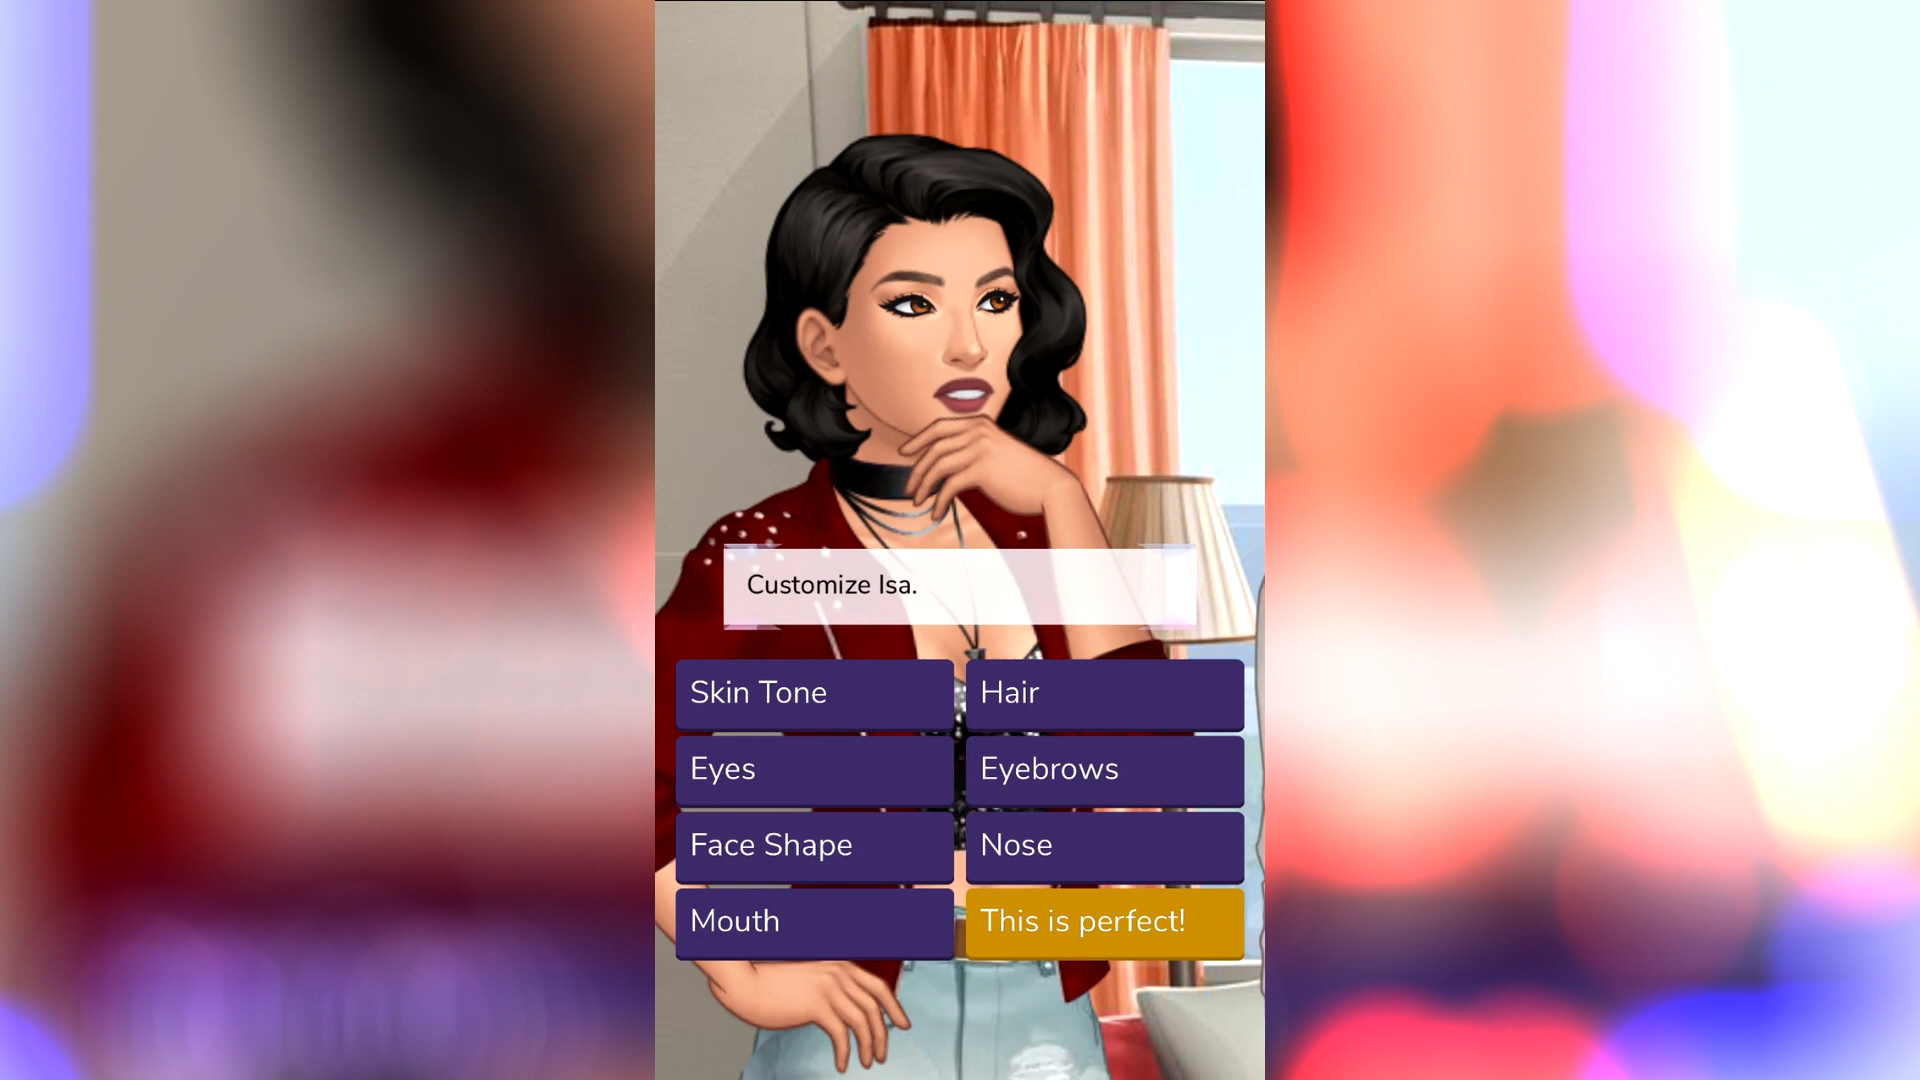 Customize Isa.
Skin Tone
Hair
Eyes
Eyebrows
Face Shape
Nose
Mouth
This is perfect!